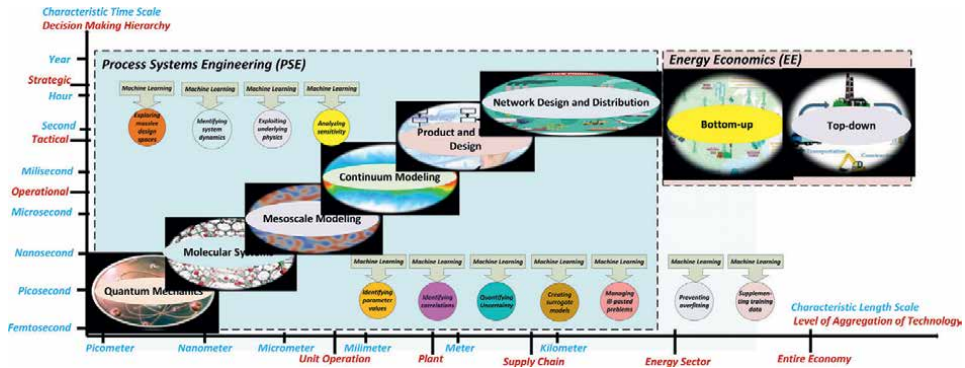 Characteristic Time Scale
Decision Making Hierarchy
Process Systems Engineering (PSE)
Energy Economics (EE)
Year
Strategic
Hour
Second
Tactical
Milisecond
Operational
Microsecond
Nanosecond
Picosecond
Femtosecond
Machine Learning
Machine Learning
Machine Learning
Machine Learning
Exploring
massive
design
spaces
Identifying
system
dynamics
Exploiting
underlying
physics
Analyzing
sensitivity
Network Design and Distribution
Product and
Design
Continuum Modeling
Mesoscale Modeling
Molecular Systems
Quantum Mechanics
Bottom-up
Top-down
Machine Learning
Machine Learning
Machine Learning
Machine Learning
Machine Learning
Machine Learning
Machine Learning
Identifying
parameter
values
Identifying
correlations
Quantifying
Uncertainty
Creating
surrogate
models
Managing
ill-posted
problems
Preventing
overfitting
Supplemen-
ting training
data
Characteristic Length Scale
Level of Aggregation of Technology
Picometer
Nanometer
Micrometer
Unit Operation
Milimeter
Plant
Meter
Supply Chain
Kilometer
Energy Sector
Entire Economy